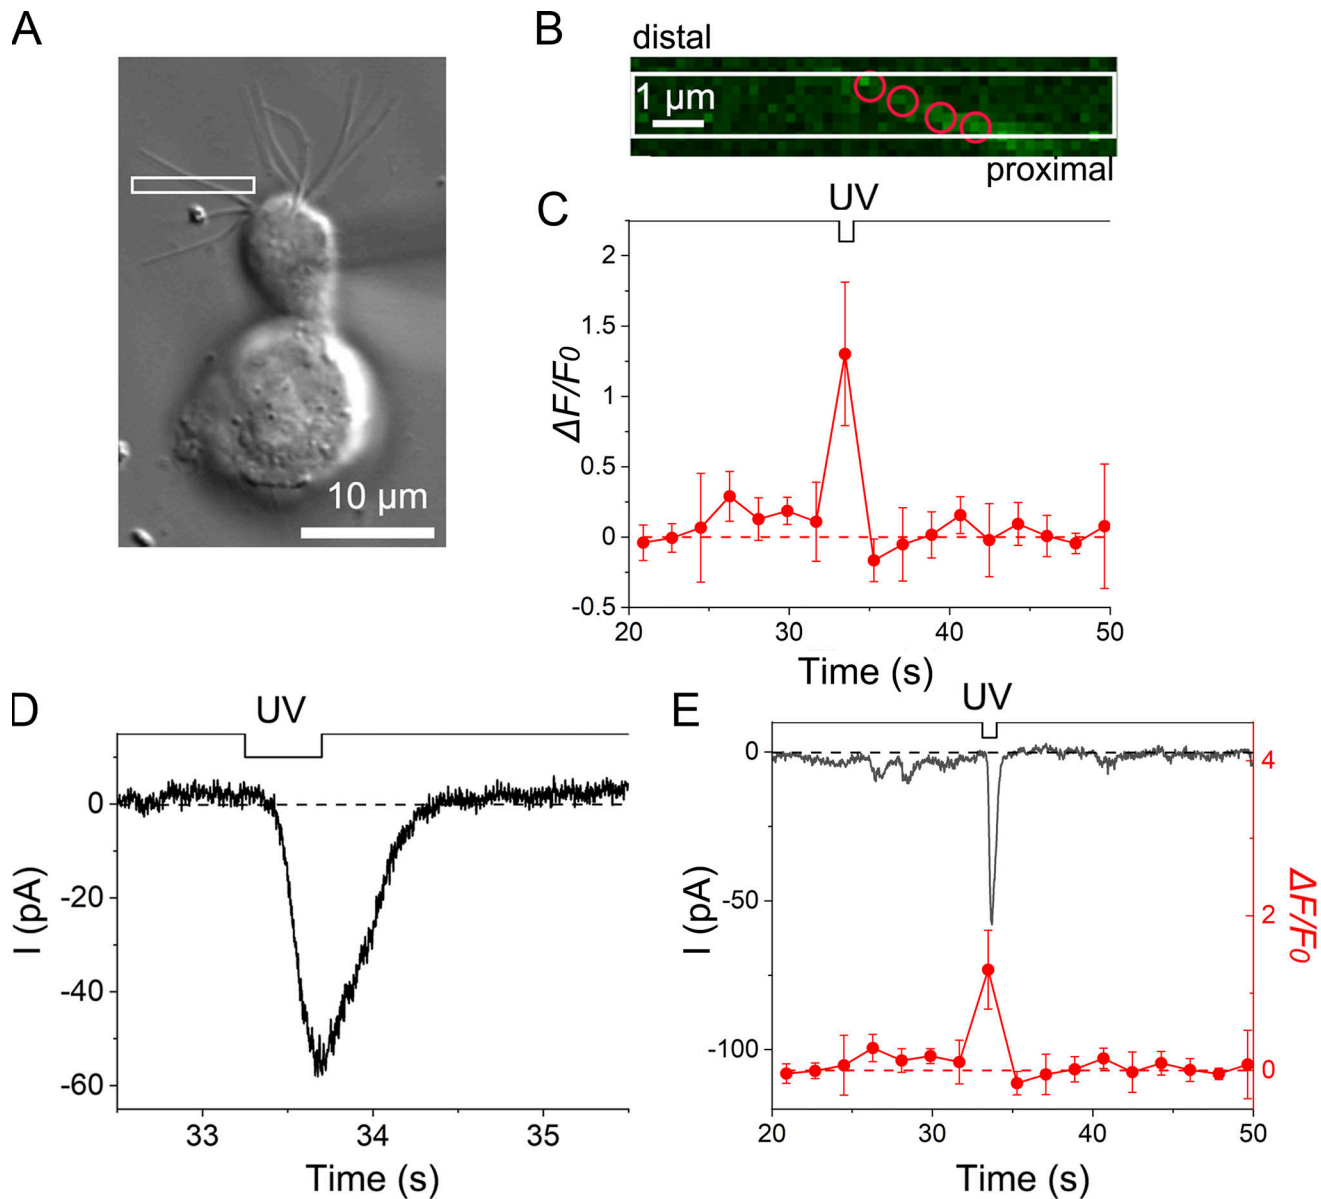 A
10 μm
B
distal
1 μm
proximal
C
UV
2
1.5
1
0.5
0
-0.5
ΔF/F0
20
30
40
50
Time (s)
D
UV
0
-20
-40
-60
I (pA)
33
34
35
Time (s)
E
UV
0
-50
-100
I (pA)
4
2
0
ΔF/F0
20
30
40
50
Time (s)